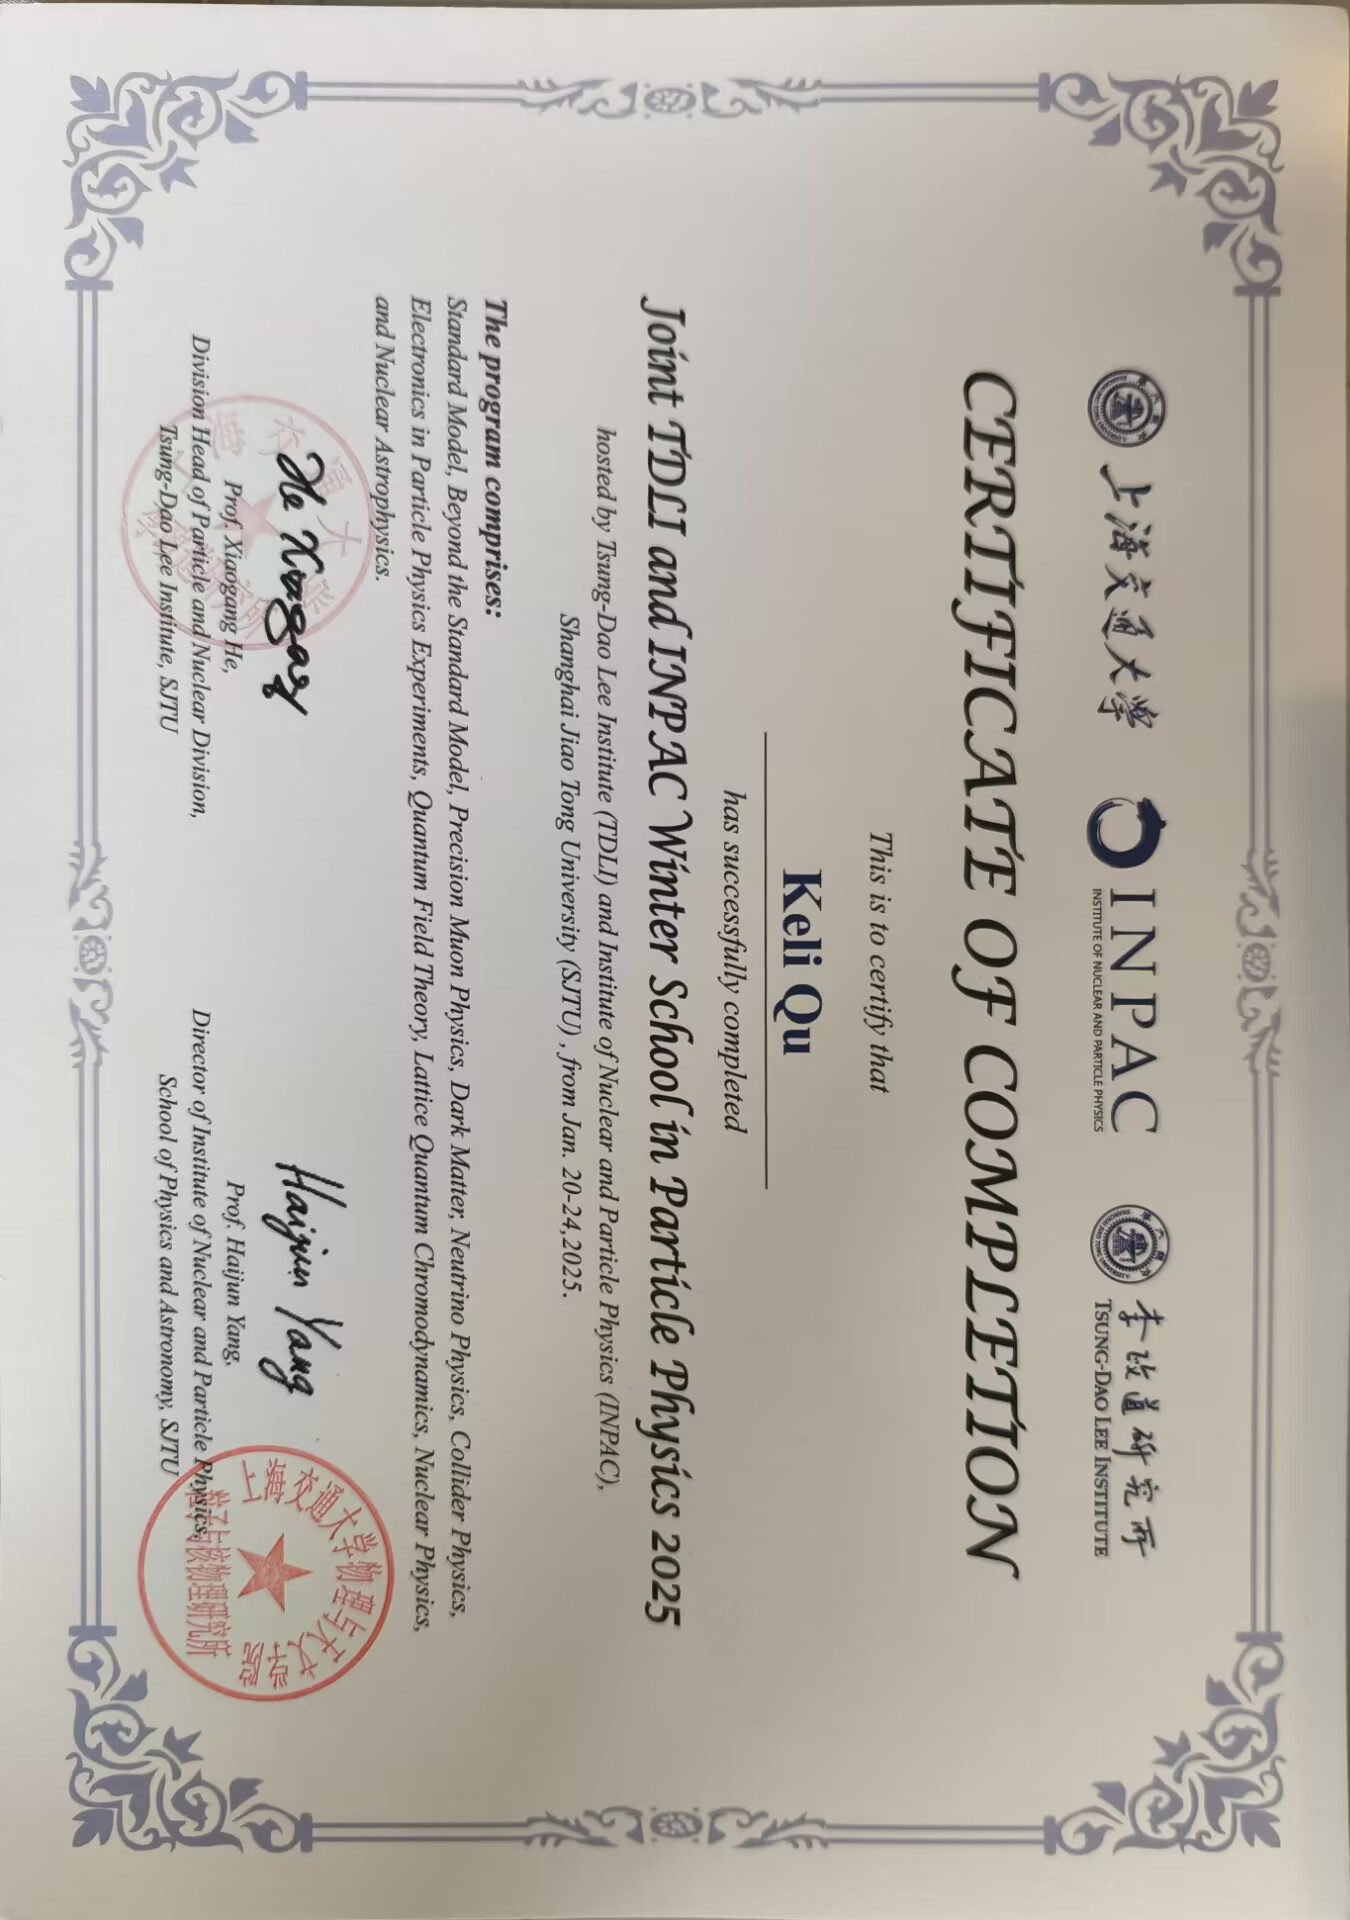 上海交通大学
INPAC
INSTITUTE OF NUCLEAR AND PARTICLE PHYSICS
李政道研究所
TSUNG-DAO LEE INSTITUTE
CERTIFICATE OF COMPLETION
This is to certify that
Keli Qu
has successfully completed
Joint TDLI and INPAC Winter School in Particle Physics 2025
hosted by Tsung-Dao Lee Institute (TDLI) and Institute of Nuclear and Particle Physics (INPAC),
Shanghai Jiao Tong University (SJTU) , from Jan. 20-24,2025.
The program comprises:
Standard Model, Beyond the Standard Model, Precision Muon Physics, Dark Matter, Neutrino Physics, Collider Physics,
Electronics in Particle Physics Experiments, Quantum Field Theory, Lattice Quantum Chromodynamics, Nuclear Physics,
and Nuclear Astrophysics.
Prof. Xiaogang He,
Division Head of Particle and Nuclear Division,
Tsung-Dao Lee Institute, SJTU
Haijun Yang
Prof. Haijun Yang,
Director of Institute of Nuclear and Particle Physics,
School of Physics and Astronomy, SJTU
上海交通大学物理与天文学院
粒子与核物理研究所